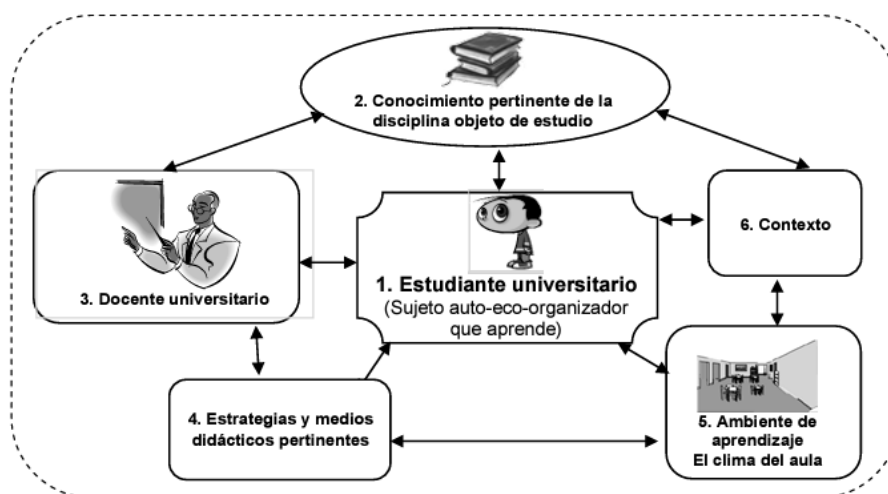 2. Conocimiento pertinente de la
disciplina objeto de estudio
3. Docente universitario
1. Estudiante universitario
(Sujeto auto-eco-organizador
que aprende)
6. Contexto
4. Estrategias y medios
didácticos pertinentes
5. Ambiente de
aprendizaje
El clima del aula